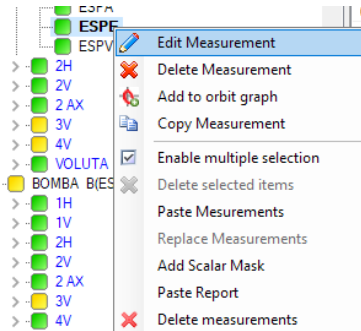 ESPA
ESPE
ESPV
2H
2V
2 AX
3V
4V
VOLUTA
BOMBA B(ES
1H
1V
2H
2V
2 AX
3V
4V
Edit Measurement
Delete Measurement
Add to orbit graph
Copy Measurement
Enable multiple selection
Delete selected items
Paste Mesurements
Replace Measurements
Add Scalar Mask
Paste Report
Delete measurements